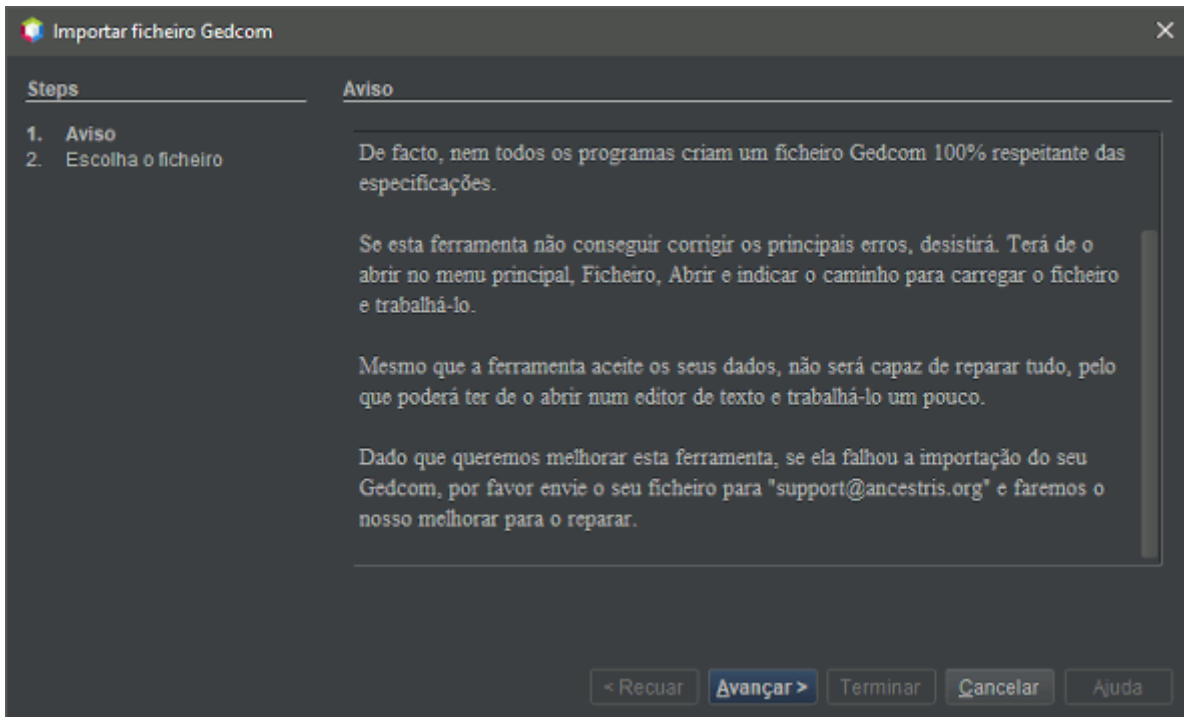 Importar ficheiro Gedcom
Steps
1. Aviso
2. Escolha o ficheiro
Aviso
De facto, nem todos os programas criam um ficheiro Gedcom 100% respeitante das
especificações.
Se esta ferramenta não conseguir corrigir os principais erros, desistirá. Terá de o
abrir no menu principal, Ficheiro, Abrir e indicar o caminho para carregar o ficheiro
e trabalhá-lo.
Mesmo que a ferramenta aceite os seus dados, não será capaz de reparar tudo, pelo
que poderá ter de o abrir num editor de texto e trabalhá-lo um pouco.
Dado que queremos melhorar esta ferramenta, se ela falhou a importação do seu
Gedcom, por favor envie o seu ficheiro para "support@ancestris.org" e faremos o
nosso melhorar para o reparar.
< Recuar Avançar > Terminar Cancelar Ajuda